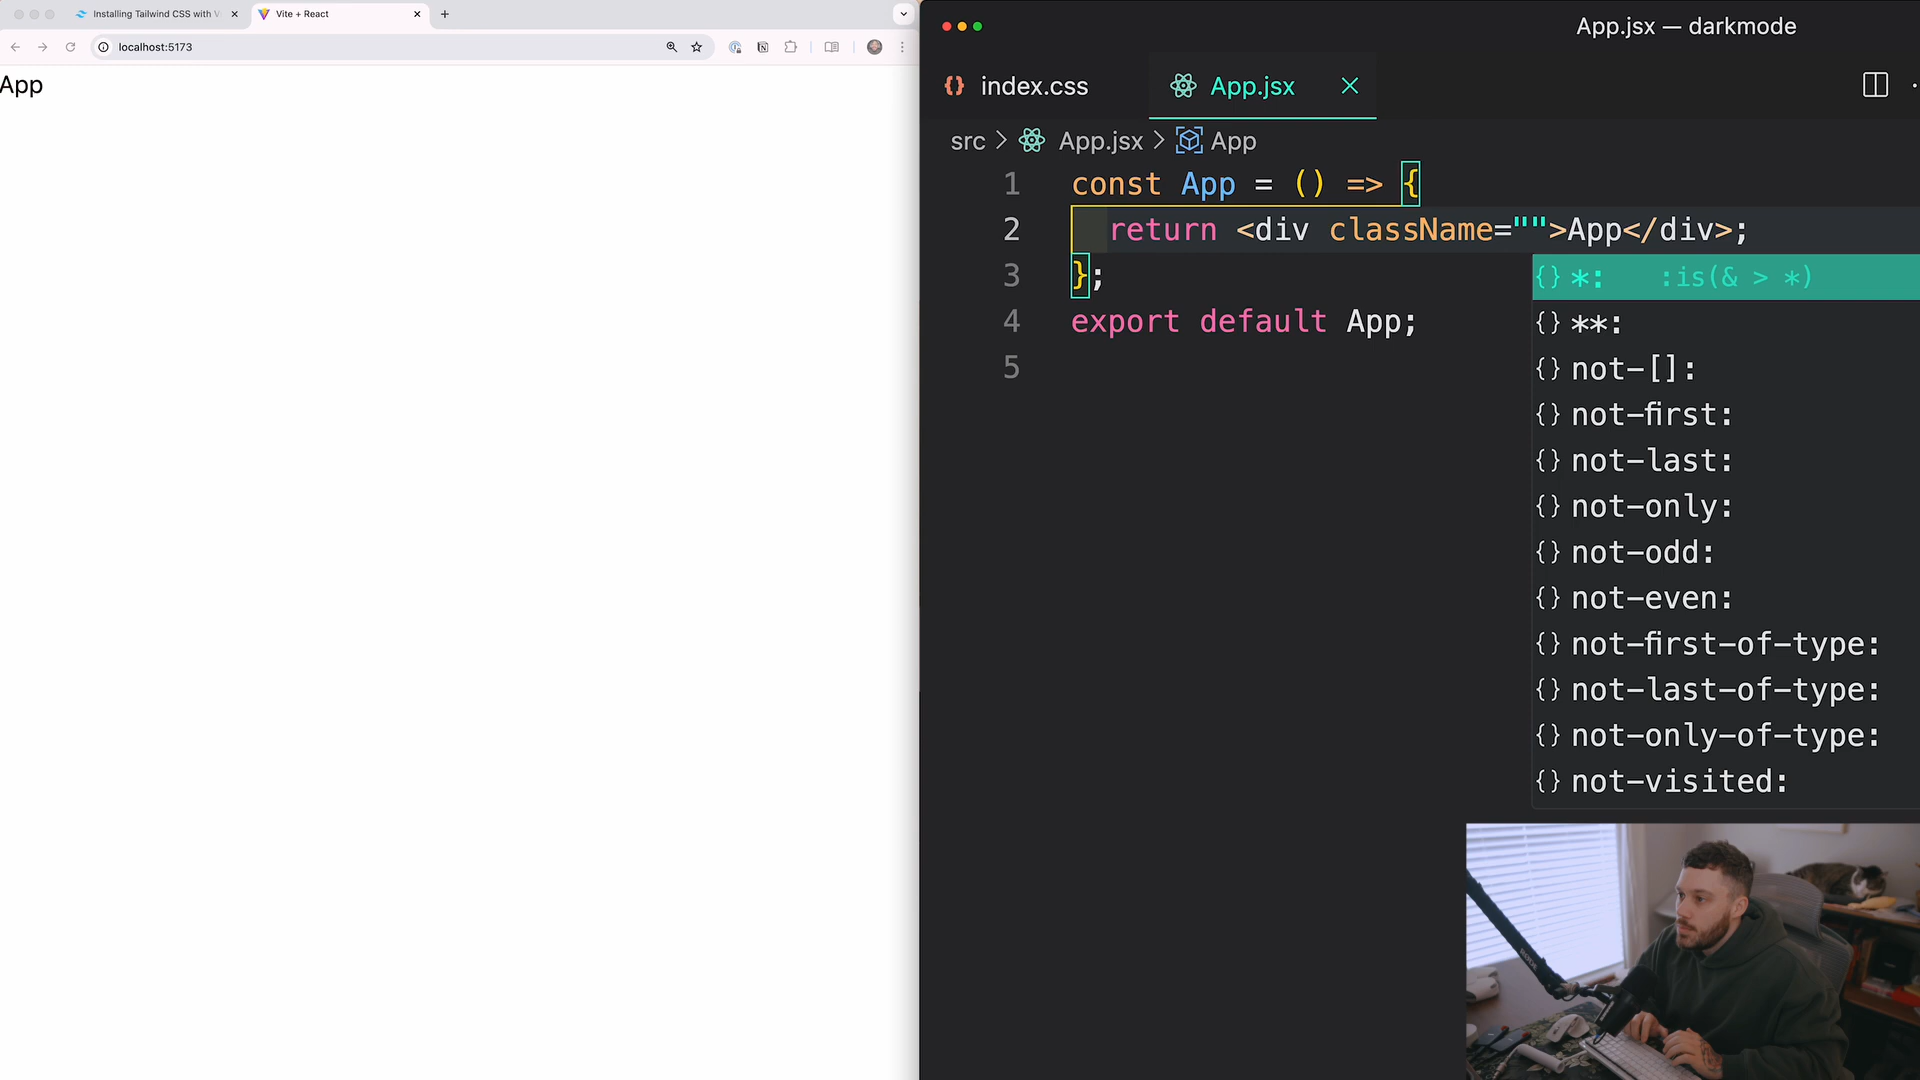 Installing Tailwind CSS with V
Vite + React
localhost:5173
App
App.jsx — darkmode
index.css
App.jsx
src > App.jsx > App
1 const App = () => {
2 return <div className="">App</div>;
3 };
4 export default App;
5
{} *: :is(& > *)
{} **:
{} not-[]:
{} not-first:
{} not-last:
{} not-only:
{} not-odd:
{} not-even:
{} not-first-of-type:
{} not-last-of-type:
{} not-only-of-type:
{} not-visited:
RODE